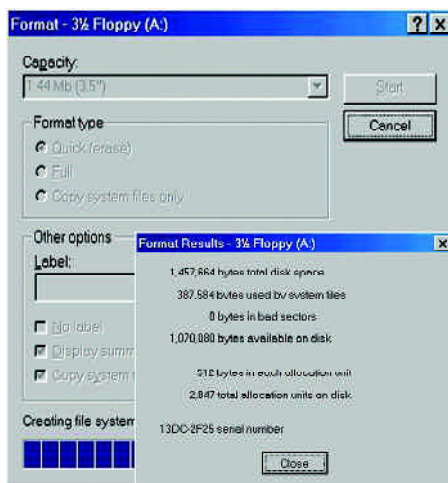 Format - 3½ Floppy (A:)
Capacity:
1.44 Mb (3.5")
Start
Cancel
Format type
Quick (erase)
Full
Copy system files only
Other options
Label:
No label
Display summ
Copy system
Creating file system
Format Results - 3½ Floppy (A:)
1,457,664 bytes total disk space
387,584 bytes used by system files
0 bytes in bad sectors
1,070,080 bytes available on disk
512 bytes in each allocation unit
2,847 total allocation units on disk
13DC-2F25 serial number
Close